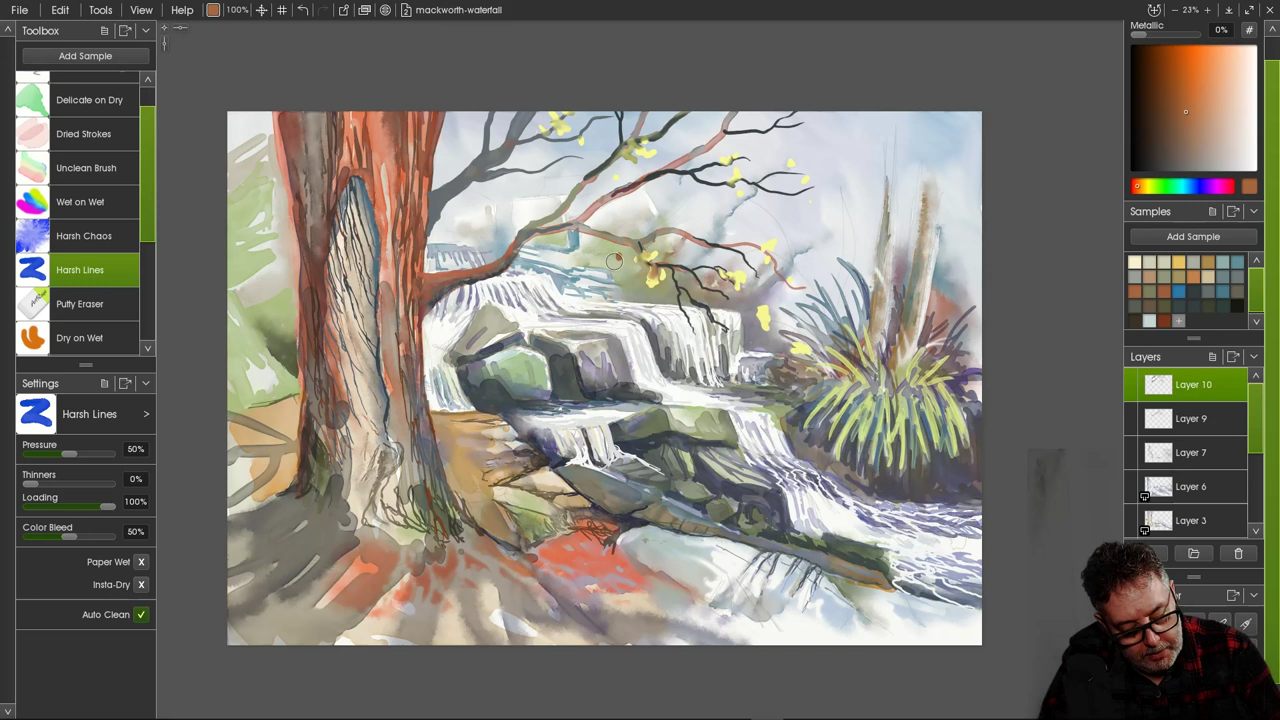 File Edit Tools View Help 100% 2 mackworth-waterfall 23%
Toolbox
Add Sample
Delicate on Dry
Dried Strokes
Unclean Brush
Wet on Wet
Harsh Chaos
Harsh Lines
Putty Eraser
Dry on Wet
Settings
Harsh Lines >
Pressure
50%
Thinners
0%
Loading
100%
Color Bleed
50%
Paper Wet X
Insta-Dry X
Auto Clean
Metallic
0% #
Samples
Add Sample
Layers
Layer 10
Layer 9
Layer 7
Layer 6
Layer 3